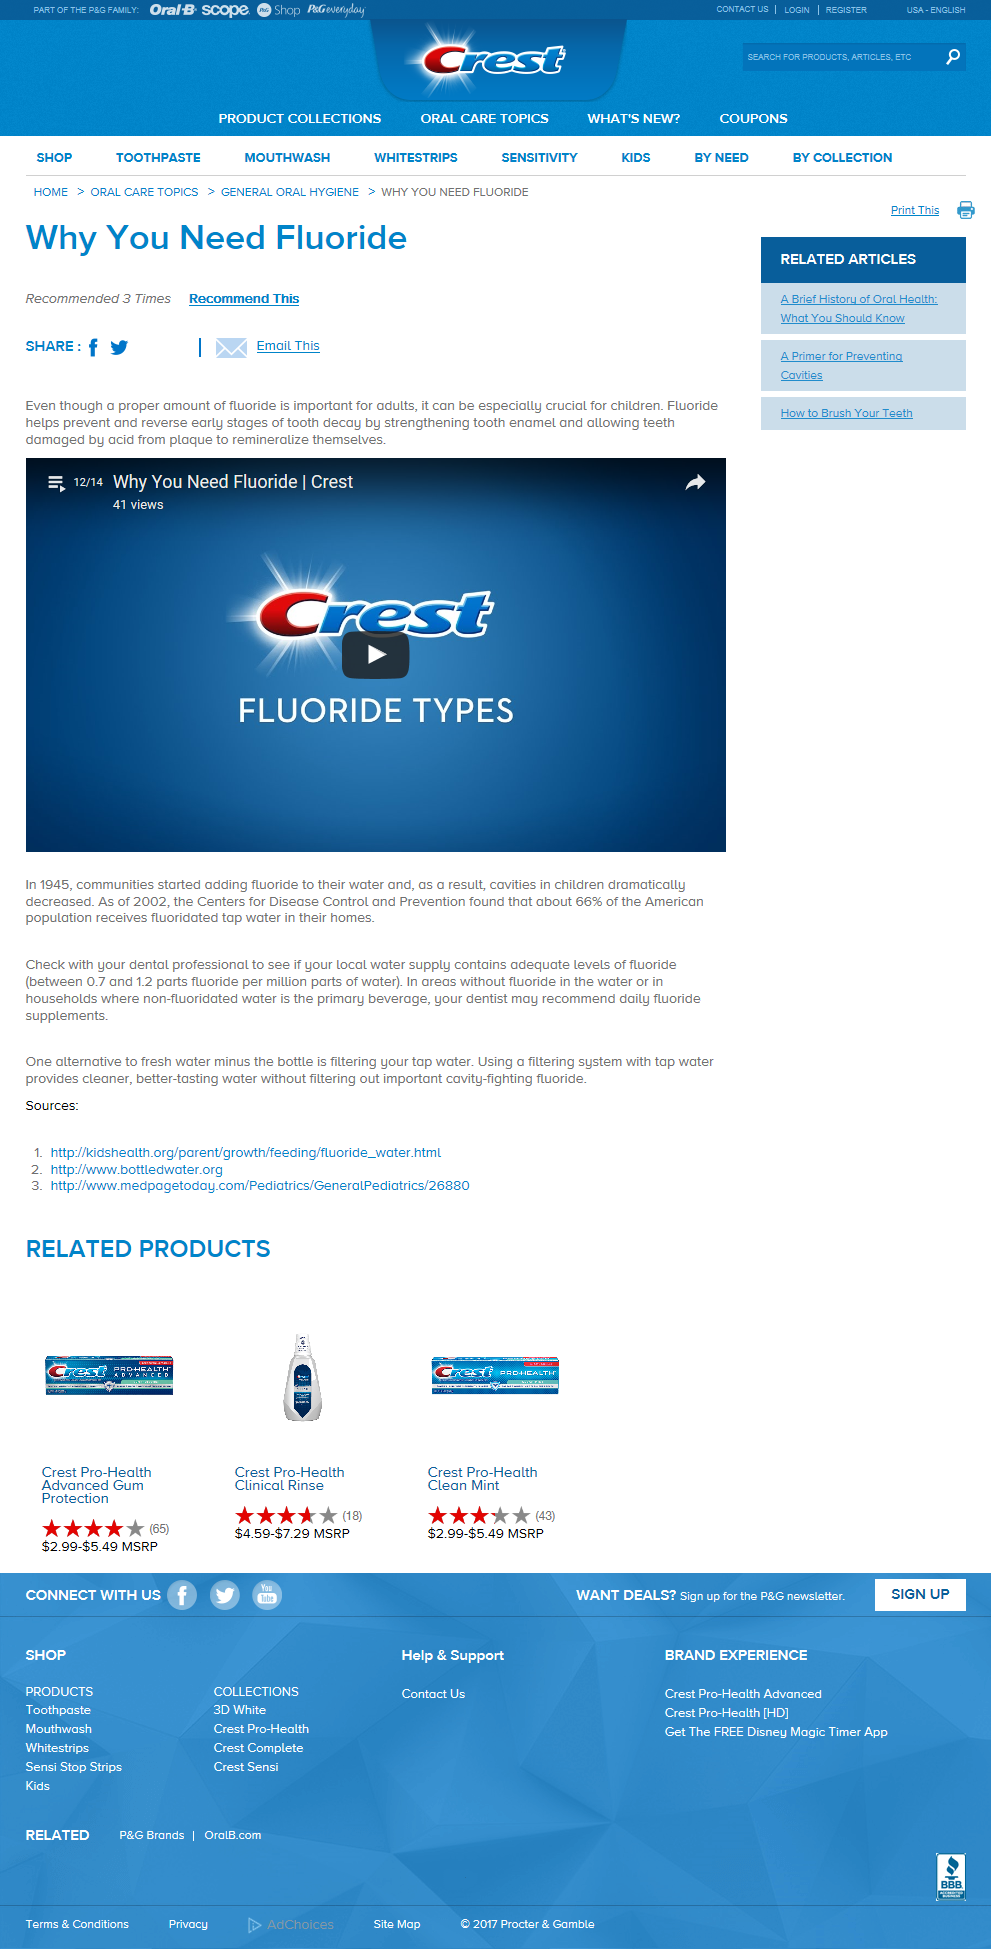 PART OF THE P&G FAMILY: Oral-B scope P&G Shop P&G everyday
CONTACT US | LOGIN | REGISTER USA - ENGLISH
Crest
SEARCH FOR PRODUCTS, ARTICLES, ETC
PRODUCT COLLECTIONS ORAL CARE TOPICS WHAT'S NEW? COUPONS
SHOP TOOTHPASTE MOUTHWASH WHITESTRIPS SENSITIVITY KIDS BY NEED BY COLLECTION
HOME > ORAL CARE TOPICS > GENERAL ORAL HYGIENE > WHY YOU NEED FLUORIDE
Print This
Why You Need Fluoride
Recommended 3 Times Recommend This
SHARE : | Email This
RELATED ARTICLES
A Brief History of Oral Health:
What You Should Know
A Primer for Preventing
Cavities
How to Brush Your Teeth
Even though a proper amount of fluoride is important for adults, it can be especially crucial for children. Fluoride
helps prevent and reverse early stages of tooth decay by strengthening tooth enamel and allowing teeth
damaged by acid from plaque to remineralize themselves.
12/14 Why You Need Fluoride | Crest
41 views
Crest
FLUORIDE TYPES
In 1945, communities started adding fluoride to their water and, as a result, cavities in children dramatically
decreased. As of 2002, the Centers for Disease Control and Prevention found that about 66% of the American
population receives fluoridated tap water in their homes.
Check with your dental professional to see if your local water supply contains adequate levels of fluoride
(between 0.7 and 1.2 parts fluoride per million parts of water). In areas without fluoride in the water or in
households where non-fluoridated water is the primary beverage, your dentist may recommend daily fluoride
supplements.
One alternative to fresh water minus the bottle is filtering your tap water. Using a filtering system with tap water
provides cleaner, better-tasting water without filtering out important cavity-fighting fluoride.
Sources:
1. http://kidshealth.org/parent/growth/feeding/fluoride_water.html
2. http://www.bottledwater.org
3. http://www.medpagetoday.com/Pediatrics/GeneralPediatrics/26880
RELATED PRODUCTS
Crest PRO-HEALTH ADVANCED
Crest PRO-HEALTH
Crest Pro-Health
Advanced Gum
Protection
(65)
$2.99-$5.49 MSRP
Crest Pro-Health
Clinical Rinse
(18)
$4.59-$7.29 MSRP
Crest Pro-Health
Clean Mint
(43)
$2.99-$5.49 MSRP
CONNECT WITH US You Tube
WANT DEALS? Sign up for the P&G newsletter. SIGN UP
SHOP
PRODUCTS
Toothpaste
Mouthwash
Whitestrips
Sensi Stop Strips
Kids
COLLECTIONS
3D White
Crest Pro-Health
Crest Complete
Crest Sensi
Help & Support
Contact Us
BRAND EXPERIENCE
Crest Pro-Health Advanced
Crest Pro-Health [HD]
Get The FREE Disney Magic Timer App
RELATED P&G Brands | OralB.com
BBB
ACCREDITED
BUSINESS
Terms & Conditions Privacy AdChoices Site Map © 2017 Procter & Gamble